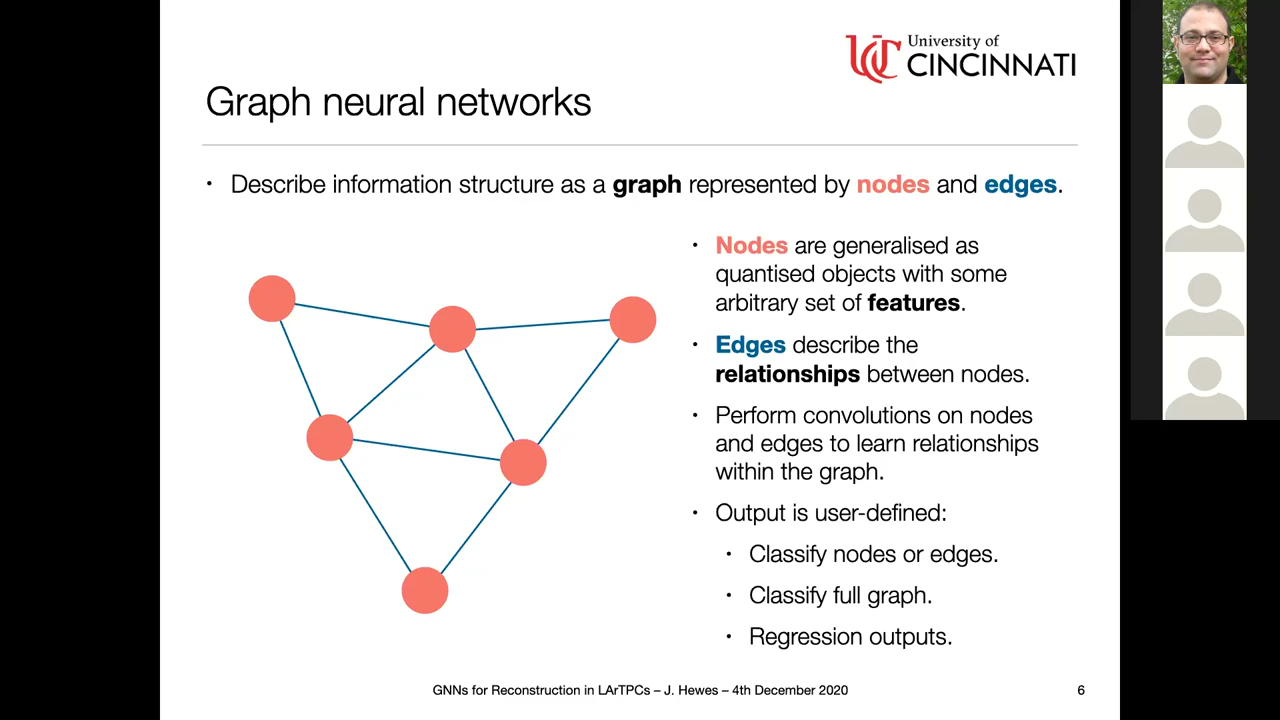 University of
CINCINNATI
Graph neural networks
• Describe information structure as a graph represented by nodes and edges.
• Nodes are generalised as
quantised objects with some
arbitrary set of features.
• Edges describe the
relationships between nodes.
• Perform convolutions on nodes
and edges to learn relationships
within the graph.
• Output is user-defined:
• Classify nodes or edges.
• Classify full graph.
• Regression outputs.
GNNs for Reconstruction in LArTPCs – J. Hewes – 4th December 2020
6